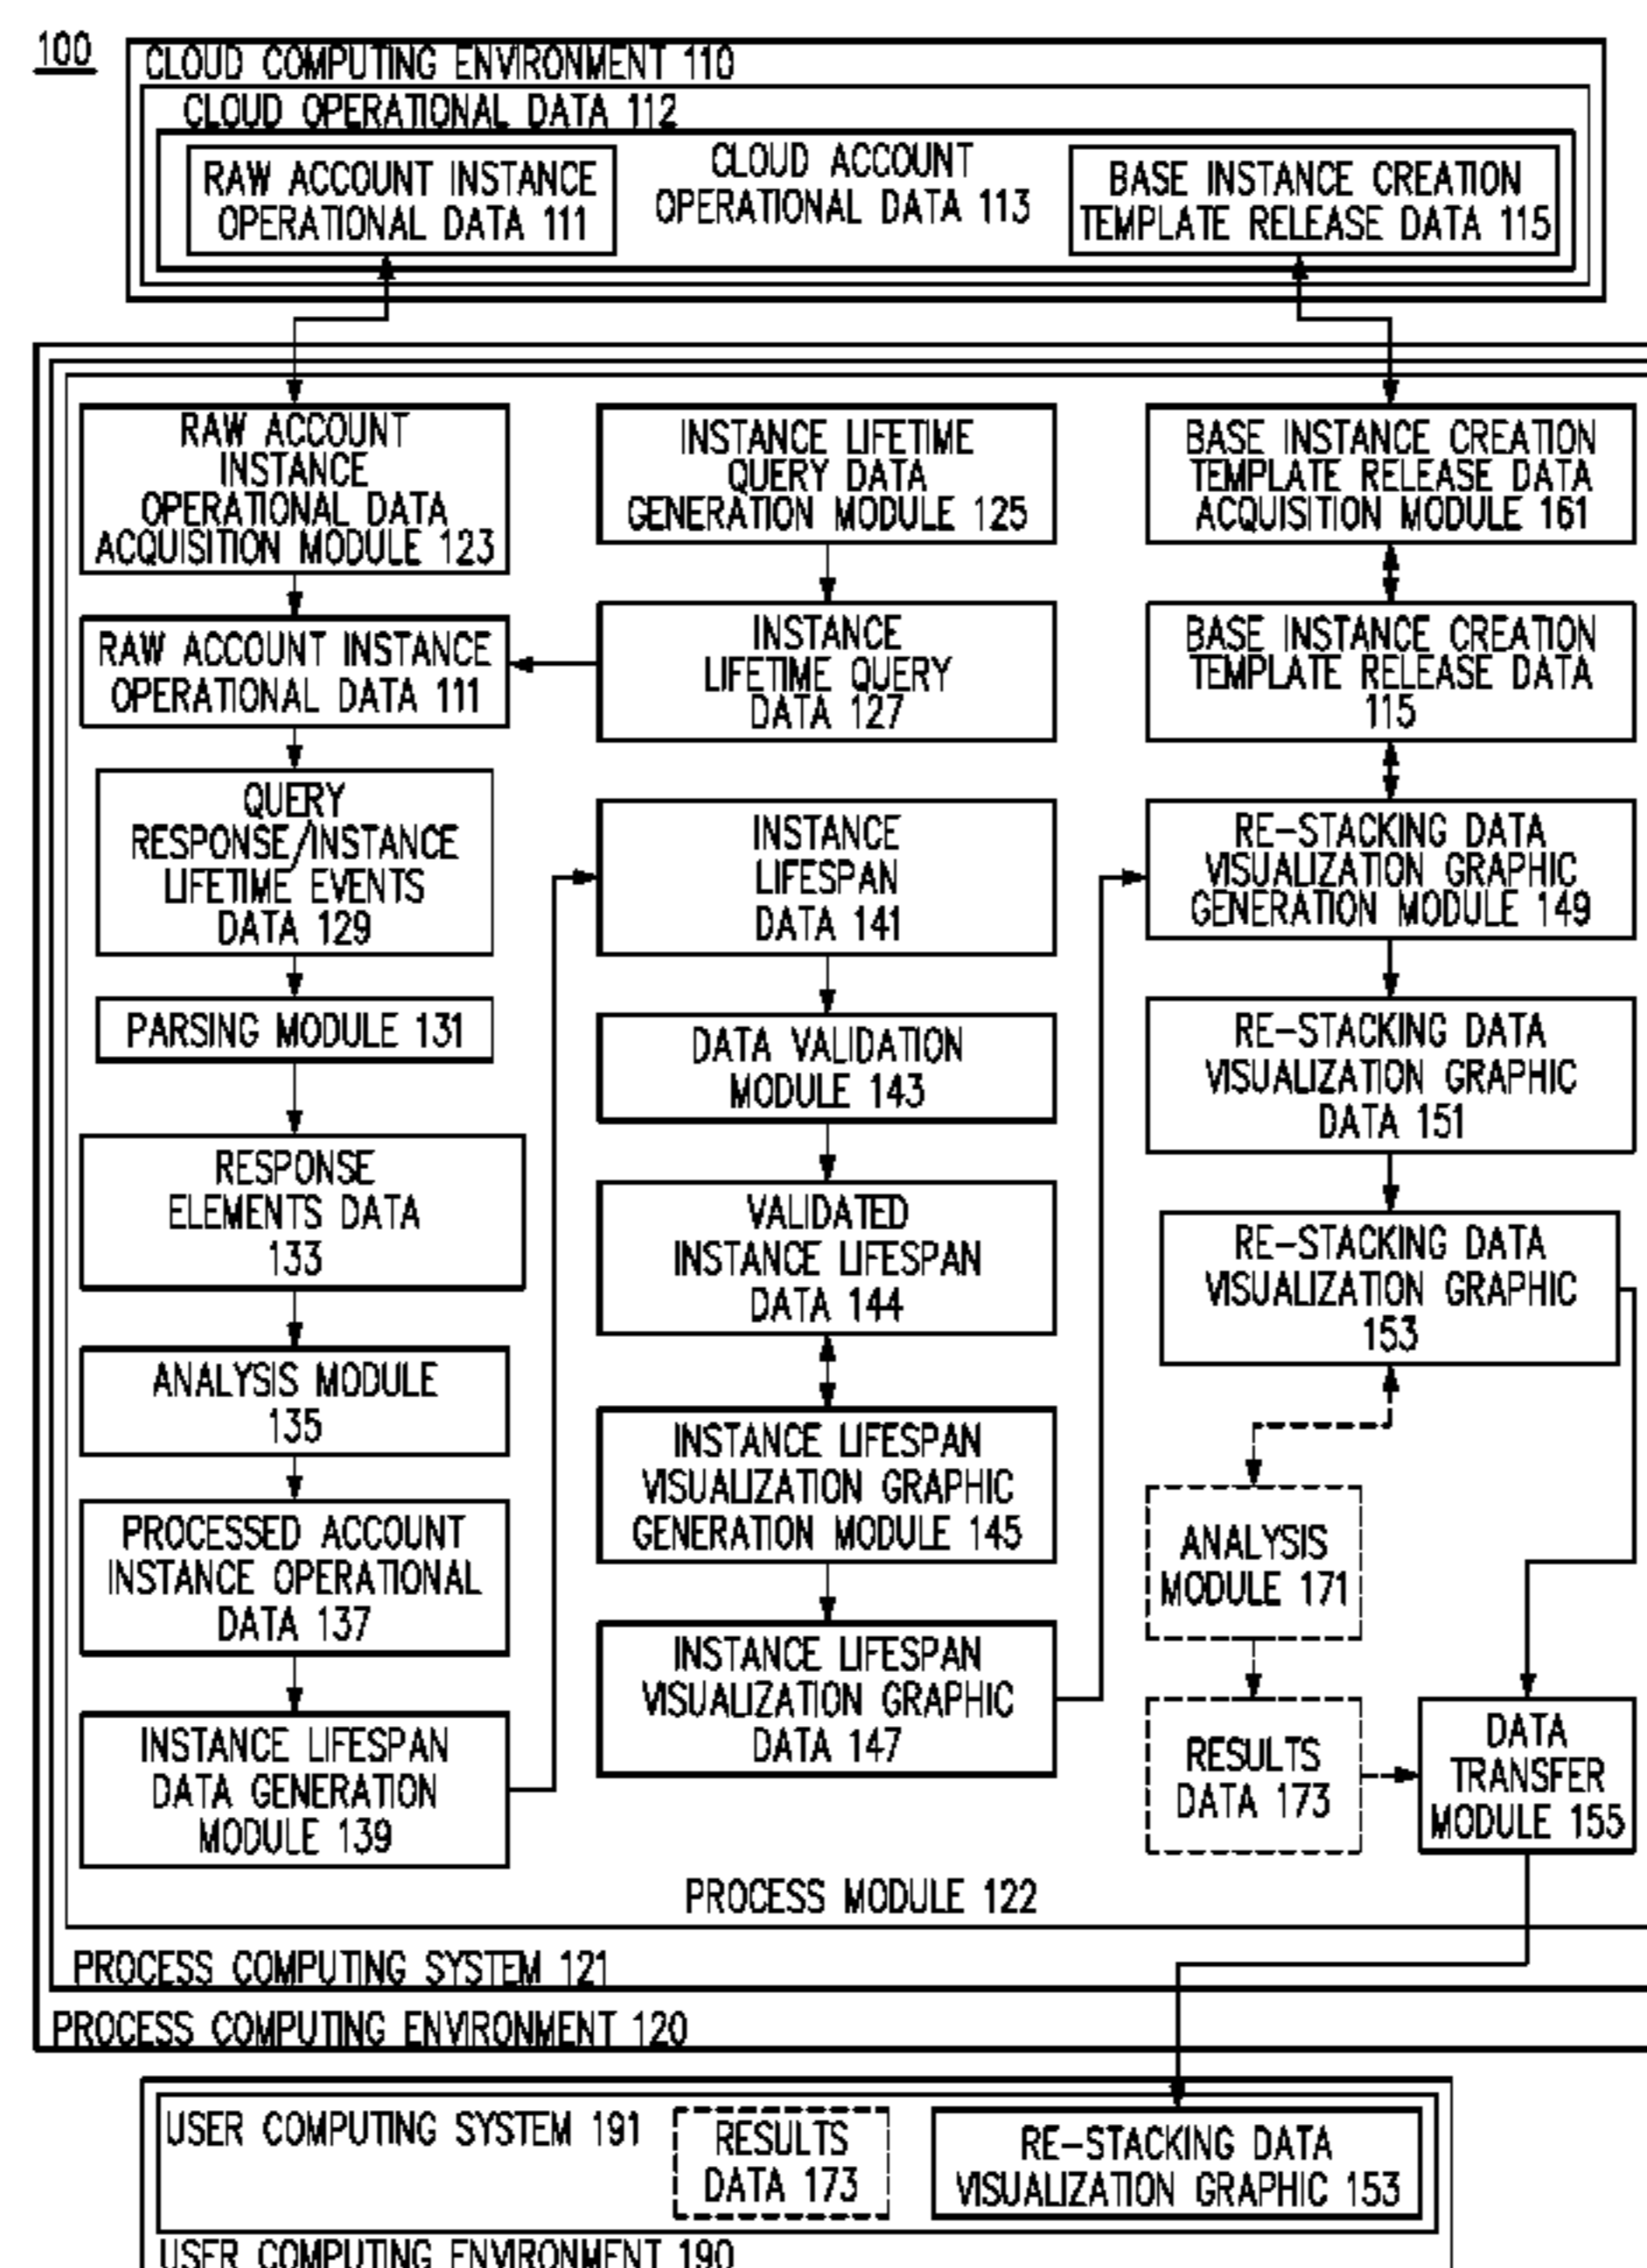 100
CLOUD COMPUTING ENVIRONMENT 110
CLOUD OPERATIONAL DATA 112
RAW ACCOUNT INSTANCE
OPERATIONAL DATA 111
CLOUD ACCOUNT
OPERATIONAL DATA 113
BASE INSTANCE CREATION
TEMPLATE RELEASE DATA 115
RAW ACCOUNT
INSTANCE
OPERATIONAL DATA
ACQUISITION MODULE 123
RAW ACCOUNT INSTANCE
OPERATIONAL DATA 111
QUERY
RESPONSE/INSTANCE
LIFETIME EVENTS
DATA 129
PARSING MODULE 131
RESPONSE
ELEMENTS DATA
133
ANALYSIS MODULE
135
PROCESSED ACCOUNT
INSTANCE OPERATIONAL
DATA 137
INSTANCE LIFESPAN
DATA GENERATION
MODULE 139
INSTANCE LIFETIME
QUERY DATA
GENERATION MODULE 125
INSTANCE
LIFETIME QUERY
DATA 127
INSTANCE
LIFESPAN
DATA 141
DATA VALIDATION
MODULE 143
VALIDATED
INSTANCE LIFESPAN
DATA 144
INSTANCE LIFESPAN
VISUALIZATION GRAPHIC
GENERATION MODULE 145
INSTANCE LIFESPAN
VISUALIZATION GRAPHIC
DATA 147
BASE INSTANCE CREATION
TEMPLATE RELEASE DATA
ACQUISITION MODULE 161
BASE INSTANCE CREATION
TEMPLATE RELEASE DATA
115
RE-STACKING DATA
VISUALIZATION GRAPHIC
GENERATION MODULE 149
RE-STACKING DATA
VISUALIZATION GRAPHIC
DATA 151
RE-STACKING DATA
VISUALIZATION GRAPHIC
153
ANALYSIS
MODULE 171
RESULTS
DATA 173
DATA
TRANSFER
MODULE 155
PROCESS MODULE 122
PROCESS COMPUTING SYSTEM 121
PROCESS COMPUTING ENVIRONMENT 120
USER COMPUTING SYSTEM 191
RESULTS
DATA 173
RE-STACKING DATA
VISUALIZATION GRAPHIC 153
USER COMPUTING ENVIRONMENT 190